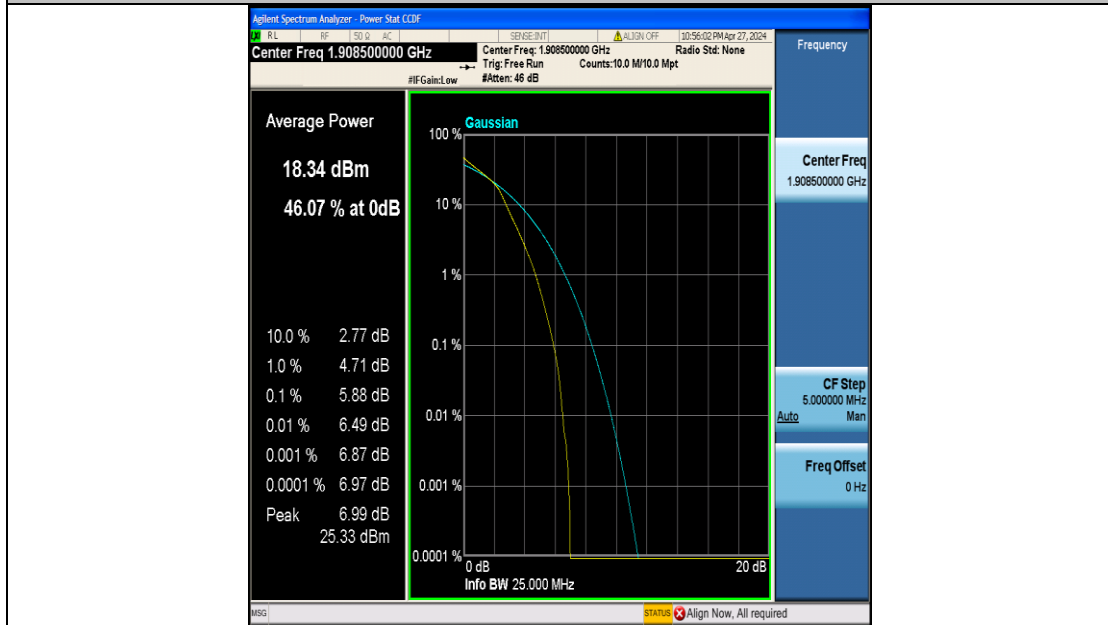 Agilent Spectrum Analyzer - Power Stat CCDF
RL RF 50 Ω AC SENSE:INT ALIGN OFF 10:56:02 PM Apr 27, 2024
Center Freq 1.908500000 GHz
Center Freq: 1.908500000 GHz Radio Std: None
Trig: Free Run Counts:10.0 M/10.0 Mpt
#IFGain:Low #Atten: 46 dB
Frequency
Average Power
18.34 dBm
46.07 % at 0dB
10.0 % 2.77 dB
1.0 % 4.71 dB
0.1 % 5.88 dB
0.01 % 6.49 dB
0.001 % 6.87 dB
0.0001 % 6.97 dB
Peak 6.99 dB
25.33 dBm
Gaussian
100 %
10 %
1 %
0.1 %
0.01 %
0.001 %
0.0001 %
0 dB 20 dB
Info BW 25.000 MHz
Center Freq
1.908500000 GHz
CF Step
5.000000 MHz
Auto Man
Freq Offset
0 Hz
MSG STATUS Align Now, All required